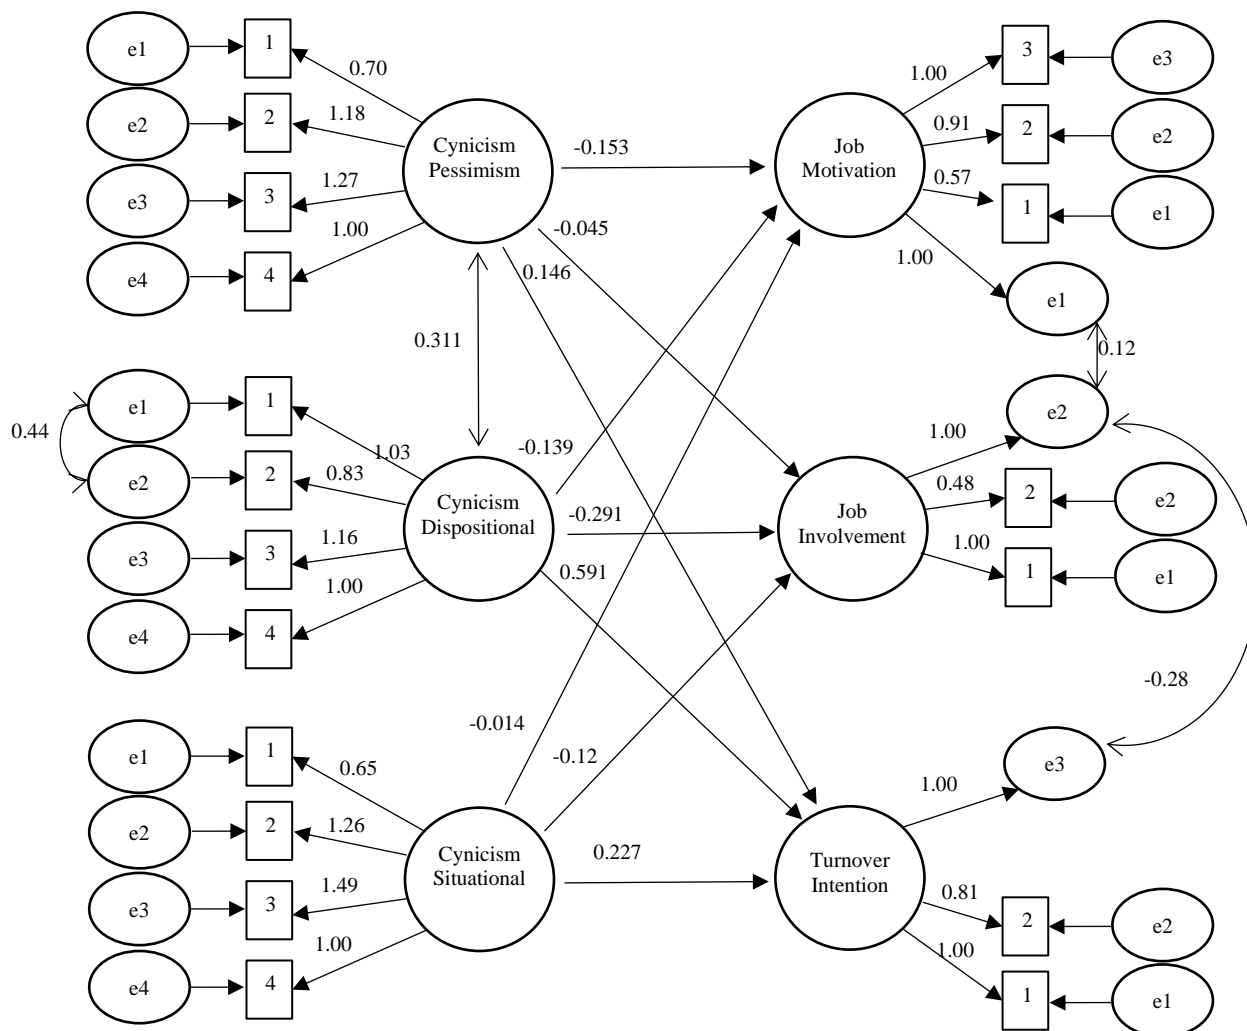 e1
1
0.70
e2
2
1.18
e3
3
1.27
e4
4
1.00
Cynicism
Pessimism
-0.153
-0.045
0.146
0.311
Job
Motivation
1.00
3
e3
0.91
2
e2
0.57
1
e1
1.00
e1
0.12
e2
0.44
e1
1
1.03
e2
2
0.83
e3
3
1.16
e4
4
1.00
Cynicism
Dispositional
-0.139
-0.291
0.591
Job
Involvement
1.00
0.48
2
e2
1.00
1
e1
-0.28
e3
e1
1
0.65
e2
2
1.26
e3
3
1.49
e4
4
1.00
Cynicism
Situational
-0.014
-0.12
0.227
Turnover
Intention
1.00
0.81
2
e2
1.00
1
e1